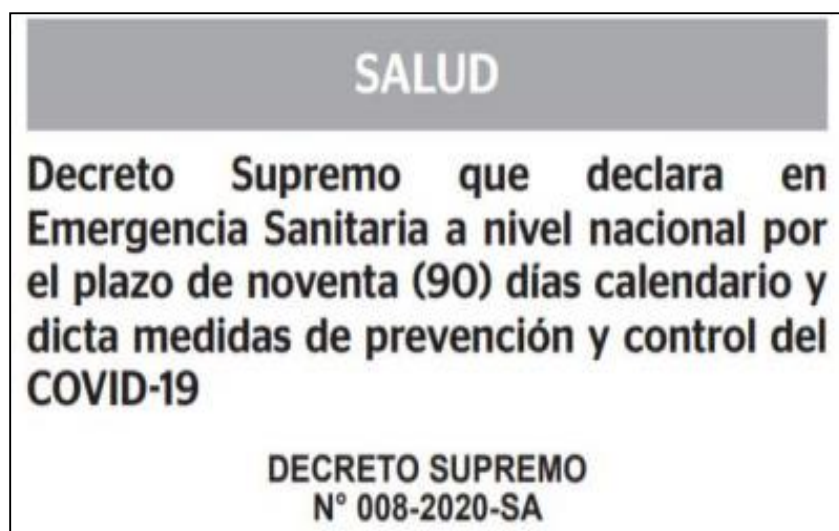 SALUD
Decreto Supremo que declara en
Emergencia Sanitaria a nivel nacional por
el plazo de noventa (90) días calendario y
dicta medidas de prevención y control del
COVID-19
DECRETO SUPREMO
N° 008-2020-SA